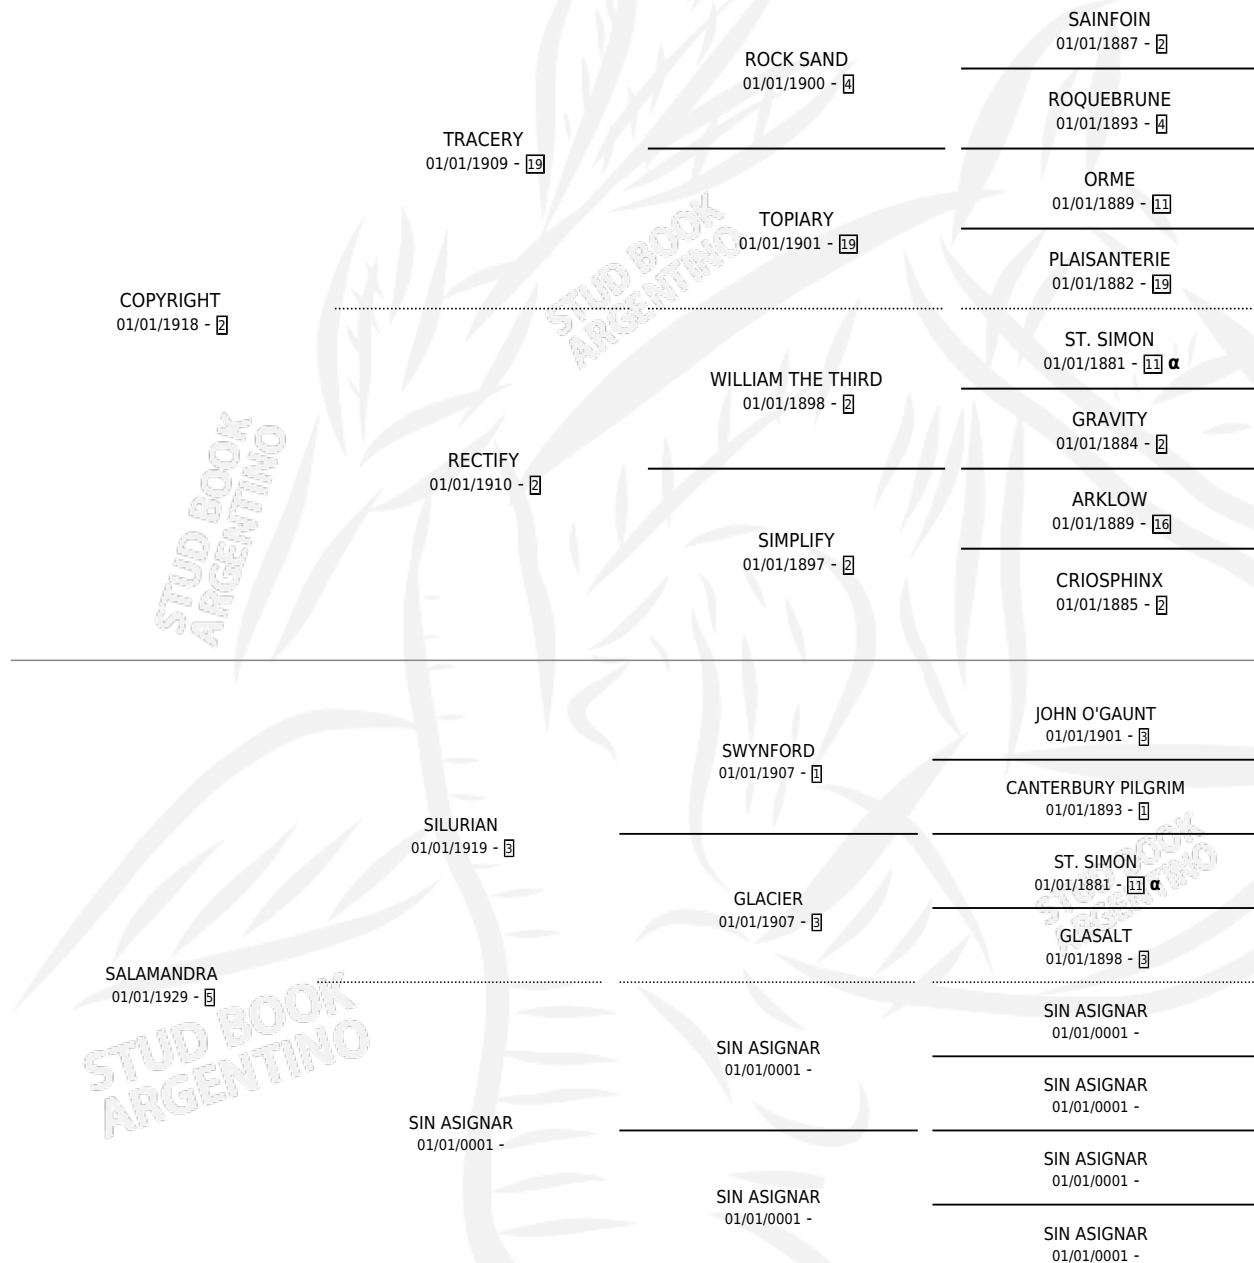 SAINFOIN
01/01/1887 - 2
ROCK SAND
01/01/1900 - 4
ROQUEBRUNE
01/01/1893 - 4
TRACERY
01/01/1909 - 19
ORME
01/01/1889 - 11
TOPIARY
01/01/1901 - 19
PLAISANTERIE
01/01/1882 - 19
COPYRIGHT
01/01/1918 - 2
ST. SIMON
01/01/1881 - 11 α
WILLIAM THE THIRD
01/01/1898 - 2
GRAVITY
01/01/1884 - 2
RECTIFY
01/01/1910 - 2
ARKLOW
01/01/1889 - 16
SIMPLIFY
01/01/1897 - 2
CRIOSPHINX
01/01/1885 - 2
JOHN O'GAUNT
01/01/1901 - 3
SWYNFORD
01/01/1907 - 1
CANTERBURY PILGRIM
01/01/1893 - 1
SILURIAN
01/01/1919 - 3
ST. SIMON
01/01/1881 - 11 α
GLACIER
01/01/1907 - 3
GLASALT
01/01/1898 - 3
SALAMANDRA
01/01/1929 - 5
SIN ASIGNAR
01/01/0001 -
SIN ASIGNAR
01/01/0001 -
SIN ASIGNAR
01/01/0001 -
SIN ASIGNAR
01/01/0001 -
SIN ASIGNAR
01/01/0001 -
SIN ASIGNAR
01/01/0001 -
SIN ASIGNAR
01/01/0001 -
STUD BOOK
ARGENTINO
STUD BOOK
ARGENTINO
STUD BOOK
ARGENTINO
STUD BOOK
ARGENTINO